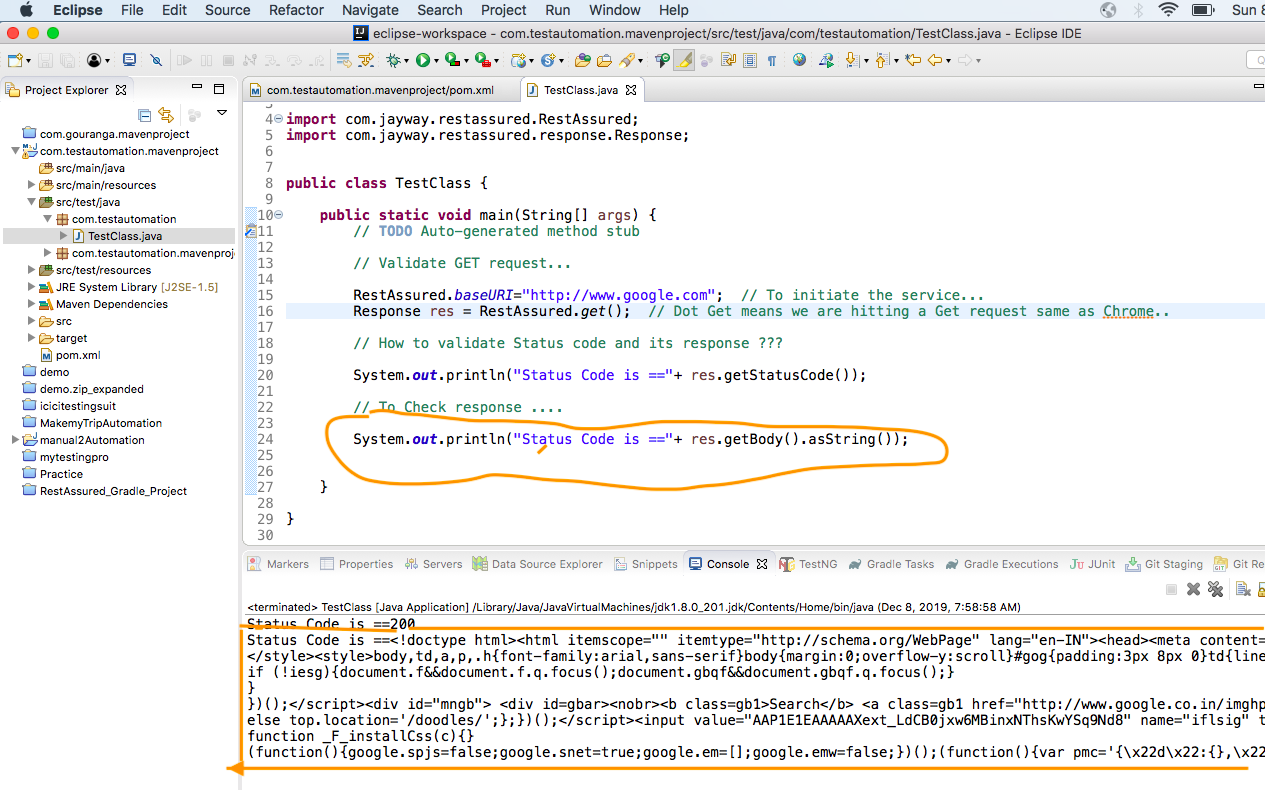 Eclipse File Edit Source Refactor Navigate Search Project Run Window Help Sun 8
eclipse-workspace - com.testautomation.mavenproject/src/test/java/com/testautomation/TestClass.java - Eclipse IDE
Project Explorer
com.gouranga.mavenproject
com.testautomation.mavenproject
src/main/java
src/main/resources
src/test/java
com.testautomation
TestClass.java
com.testautomation.mavenproj
src/test/resources
JRE System Library [J2SE-1.5]
Maven Dependencies
src
target
pom.xml
demo
demo.zip_expanded
icicitestingsuit
MakemyTripAutomation
manual2Automation
mytestingpro
Practice
RestAssured_Gradle_Project
com.testautomation.mavenproject/pom.xml TestClass.java
3
4 import com.jayway.restassured.RestAssured;
5 import com.jayway.restassured.response.Response;
6
7
8 public class TestClass {
9
10 public static void main(String[] args) {
11 // TODO Auto-generated method stub
12
13 // Validate GET request...
14
15 RestAssured.baseURI="http://www.google.com"; // To initiate the service...
16 Response res = RestAssured.get(); // Dot Get means we are hitting a Get request same as Chrome..
17
18 // How to validate Status code and its response ???
19
20 System.out.println("Status Code is =="+ res.getStatusCode());
21
22 // To Check response ....
23
24 System.out.println("Status Code is =="+ res.getBody().asString());
25
26
27 }
28
29 }
30
Markers Properties Servers Data Source Explorer Snippets Console TestNG Gradle Tasks Gradle Executions JUnit Git Staging Git Re
<terminated> TestClass [Java Application] /Library/Java/JavaVirtualMachines/jdk1.8.0_201.jdk/Contents/Home/bin/java (Dec 8, 2019, 7:58:58 AM)
Status Code is ==200
Status Code is ==<!doctype html><html itemscope="" itemtype="http://schema.org/WebPage" lang="en-IN"><head><meta content=
</style><style>body,td,a,p,.h{font-family:arial,sans-serif}body{margin:0;overflow-y:scroll}#gog{padding:3px 8px 0}td{line
if (!iesg){document.f&&document.f.q.focus();document.gbqf&&document.gbqf.q.focus();}
}
})();</script><div id="mngb"> <div id=gbar><nobr><b class=gb1>Search</b> <a class=gb1 href="http://www.google.co.in/imghp
else top.location='/doodles/';};})();</script><input value="AAP1E1EAAAAAXext_LdCB0jxw6MBinxNThsKwYSq9Nd8" name="iflsig" t
function _F_installCss(c){}
(function(){google.spjs=false;google.snet=true;google.em=[];google.emw=false;})();(function(){var pmc='{\x22d\x22:{},\x22